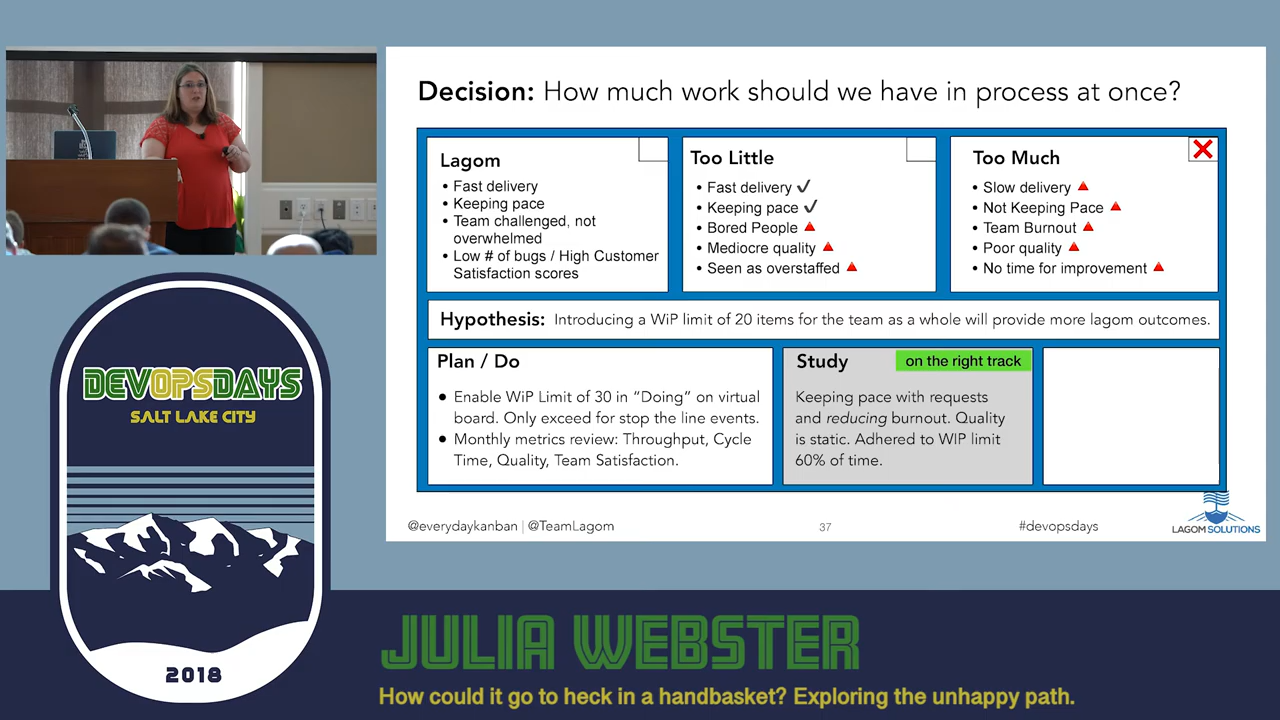 Decision: How much work should we have in process at once?
Lagom
• Fast delivery
• Keeping pace
• Team challenged, not
overwhelmed
• Low # of bugs / High Customer
Satisfaction scores
Too Little
• Fast delivery ✓
• Keeping pace ✓
• Bored People
• Mediocre quality
• Seen as overstaffed
Too Much
• Slow delivery
• Not Keeping Pace
• Team Burnout
• Poor quality
• No time for improvement
Hypothesis: Introducing a WiP limit of 20 items for the team as a whole will provide more lagom outcomes.
Plan / Do
• Enable WiP Limit of 30 in “Doing” on virtual
board. Only exceed for stop the line events.
• Monthly metrics review: Throughput, Cycle
Time, Quality, Team Satisfaction.
Study
on the right track
Keeping pace with requests
and reducing burnout. Quality
is static. Adhered to WIP limit
60% of time.
@everydaykanban | @TeamLagom
37
#devopsdays
LAGOM SOLUTIONS
DEVOPSDAYS
SALT LAKE CITY
2018
JULIA WEBSTER
How could it go to heck in a handbasket? Exploring the unhappy path.